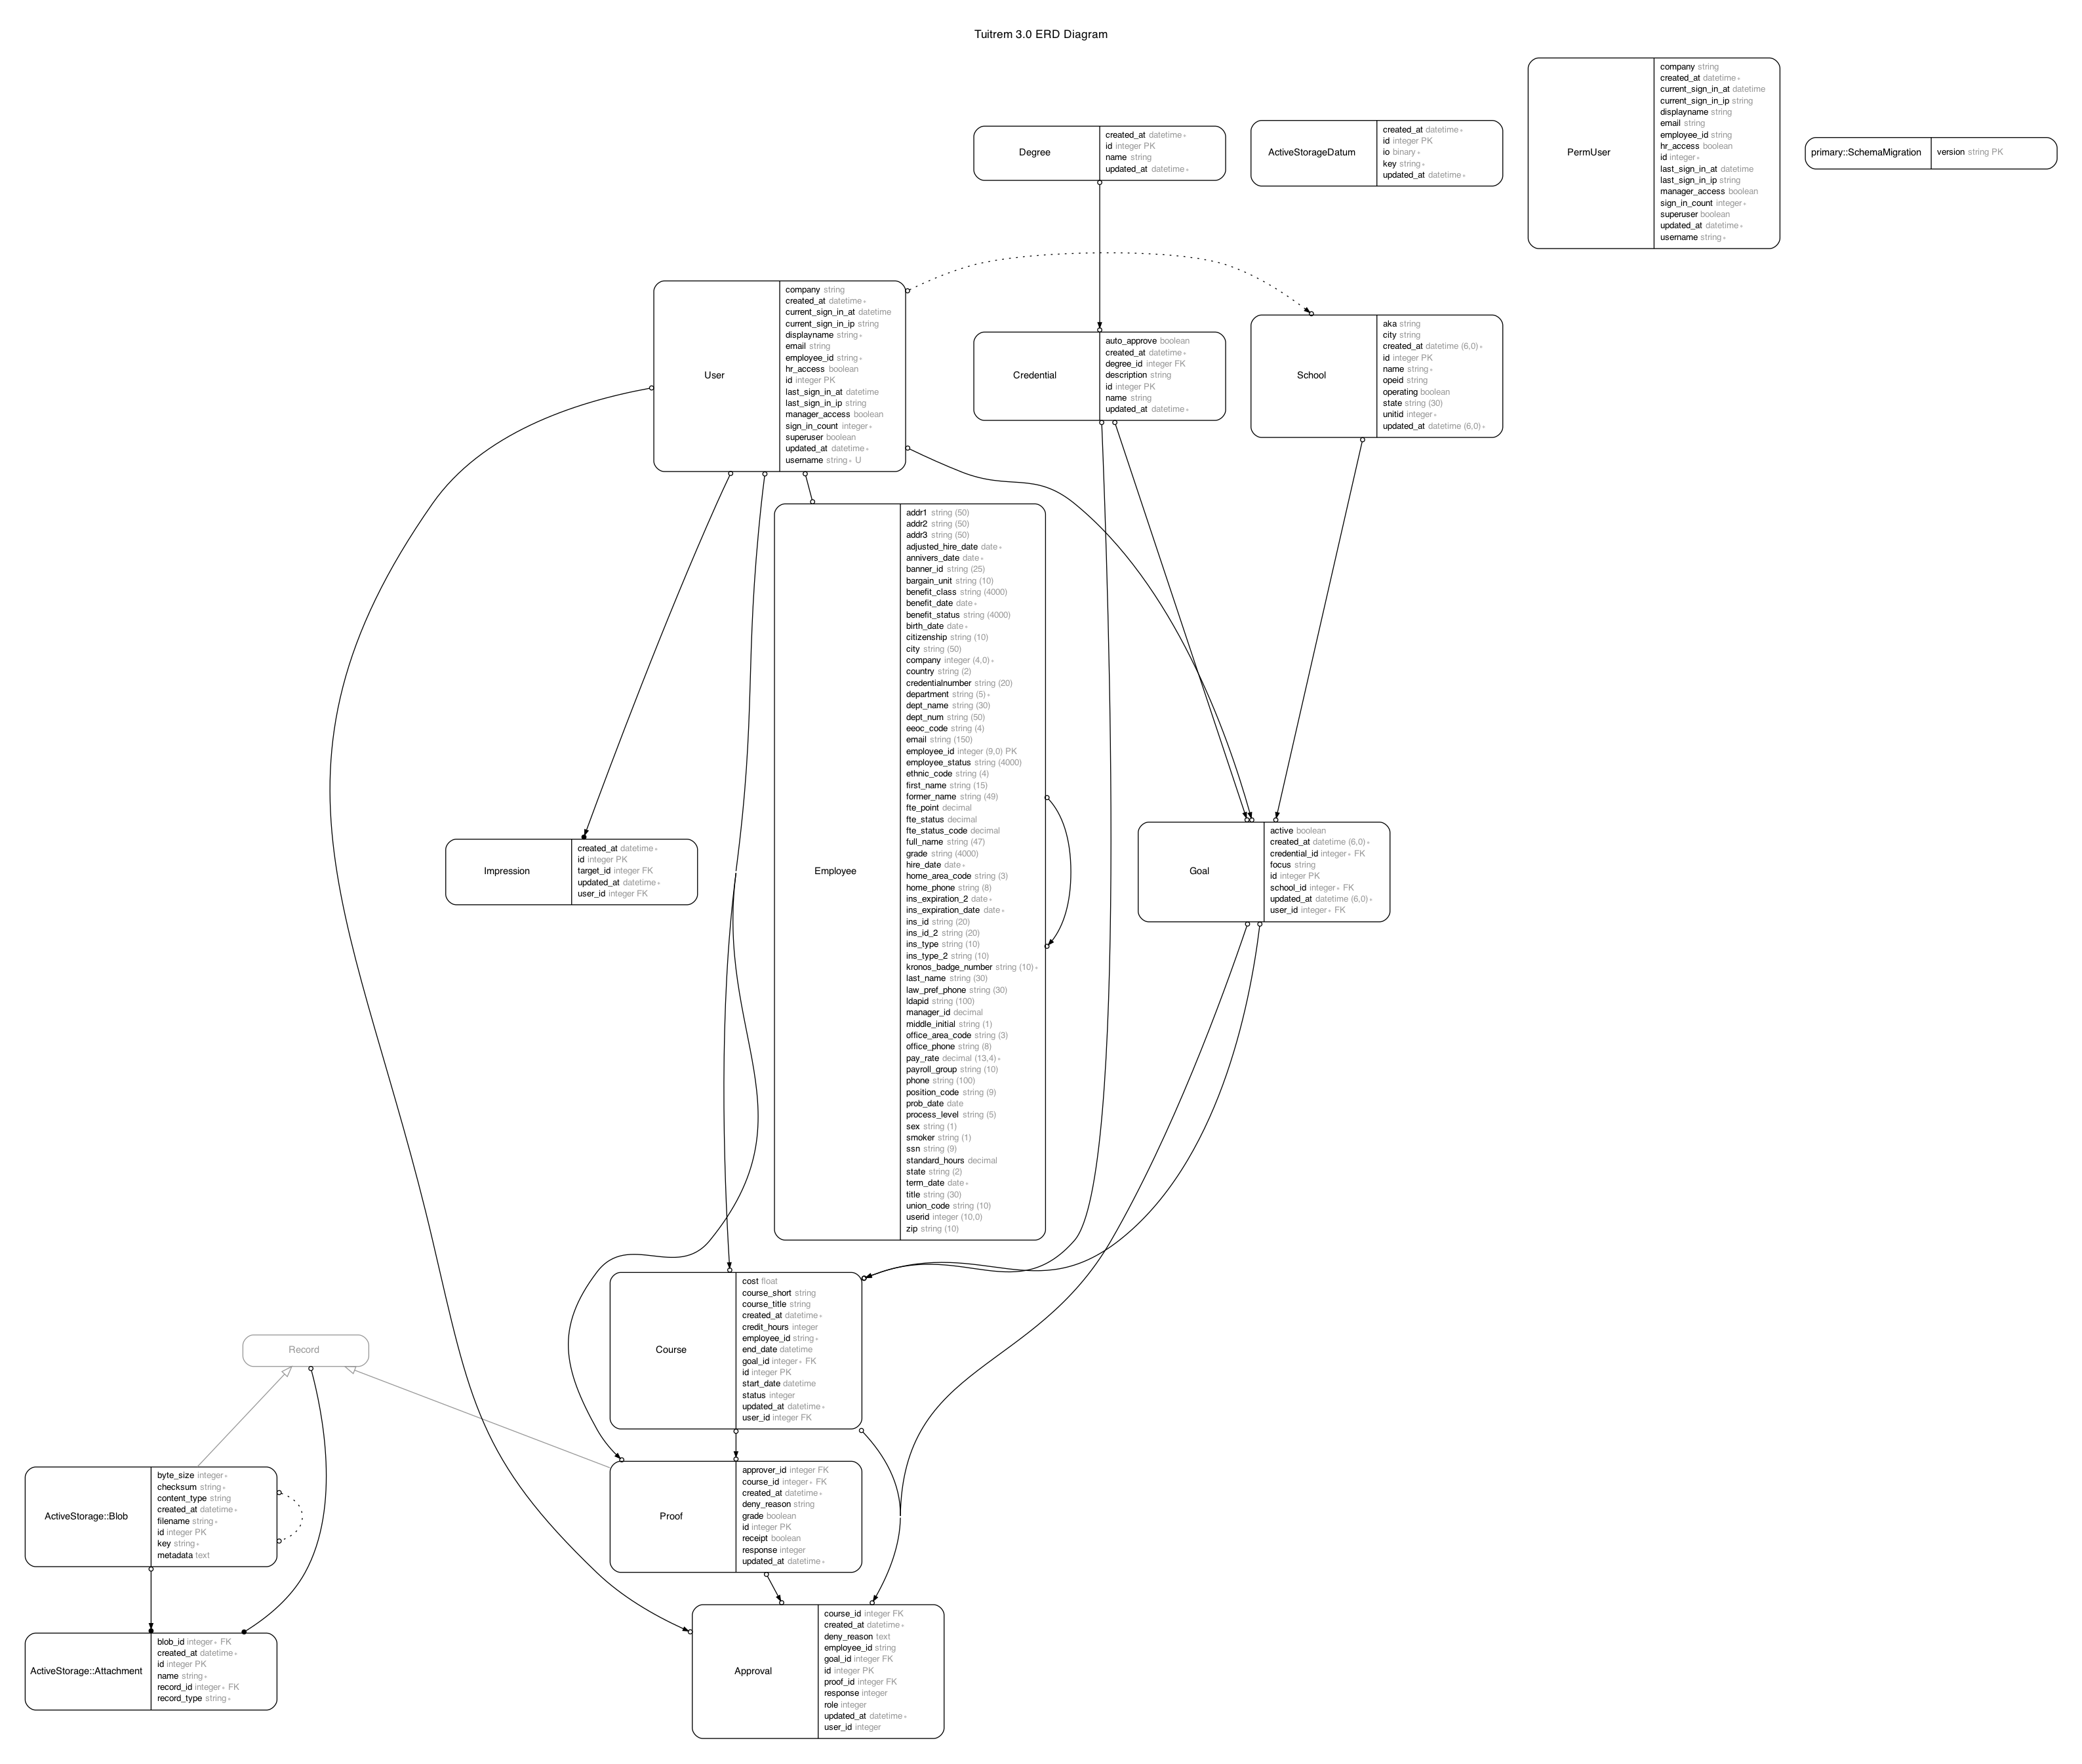 Tuitrem 3.0 ERD Diagram
PermUser
company string
created_at datetime ∗
current_sign_in_at datetime
current_sign_in_ip string
displayname string
email string
employee_id string
hr_access boolean
id integer ∗
last_sign_in_at datetime
last_sign_in_ip string
manager_access boolean
sign_in_count integer ∗
superuser boolean
updated_at datetime ∗
username string ∗
Degree
created_at datetime ∗
id integer PK
name string
updated_at datetime ∗
ActiveStorageDatum
created_at datetime ∗
id integer PK
io binary ∗
key string ∗
updated_at datetime ∗
primary::SchemaMigration
version string PK
User
company string
created_at datetime ∗
current_sign_in_at datetime
current_sign_in_ip string
displayname string ∗
email string
employee_id string ∗
hr_access boolean
id integer PK
last_sign_in_at datetime
last_sign_in_ip string
manager_access boolean
sign_in_count integer ∗
superuser boolean
updated_at datetime ∗
username string ∗ U
Credential
auto_approve boolean
created_at datetime ∗
degree_id integer FK
description string
id integer PK
name string
updated_at datetime ∗
School
aka string
city string
created_at datetime (6,0) ∗
id integer PK
name string ∗
opeid string
operating boolean
state string (30)
unitid integer ∗
updated_at datetime (6,0) ∗
Employee
addr1 string (50)
addr2 string (50)
addr3 string (50)
adjusted_hire_date date ∗
annivers_date date ∗
banner_id string (25)
bargain_unit string (10)
benefit_class string (4000)
benefit_date date ∗
benefit_status string (4000)
birth_date date ∗
citizenship string (10)
city string (50)
company integer (4,0) ∗
country string (2)
credentialnumber string (20)
department string (5) ∗
dept_name string (30)
dept_num string (50)
eeoc_code string (4)
email string (150)
employee_id integer (9,0) PK
employee_status string (4000)
ethnic_code string (4)
first_name string (15)
former_name string (49)
fte_point decimal
fte_status decimal
fte_status_code decimal
full_name string (47)
grade string (4000)
hire_date date ∗
home_area_code string (3)
home_phone string (8)
ins_expiration_2 date ∗
ins_expiration_date date ∗
ins_id string (20)
ins_id_2 string (20)
ins_type string (10)
ins_type_2 string (10)
kronos_badge_number string (10) ∗
last_name string (30)
law_pref_phone string (30)
ldapid string (100)
manager_id decimal
middle_initial string (1)
office_area_code string (3)
office_phone string (8)
pay_rate decimal (13,4) ∗
payroll_group string (10)
phone string (100)
position_code string (9)
prob_date date
process_level string (5)
sex string (1)
smoker string (1)
ssn string (9)
standard_hours decimal
state string (2)
term_date date ∗
title string (30)
union_code string (10)
userid integer (10,0)
zip string (10)
Impression
created_at datetime ∗
id integer PK
target_id integer FK
updated_at datetime ∗
user_id integer FK
Goal
active boolean
created_at datetime (6,0) ∗
credential_id integer ∗ FK
focus string
id integer PK
school_id integer ∗ FK
updated_at datetime (6,0) ∗
user_id integer ∗ FK
Course
cost float
course_short string
course_title string
created_at datetime ∗
credit_hours integer
employee_id string ∗
end_date datetime
goal_id integer ∗ FK
id integer PK
start_date datetime
status integer
updated_at datetime ∗
user_id integer FK
Record
ActiveStorage::Blob
byte_size integer ∗
checksum string ∗
content_type string
created_at datetime ∗
filename string ∗
id integer PK
key string ∗
metadata text
Proof
approver_id integer FK
course_id integer ∗ FK
created_at datetime ∗
deny_reason string
grade boolean
id integer PK
receipt boolean
response integer
updated_at datetime ∗
ActiveStorage::Attachment
blob_id integer ∗ FK
created_at datetime ∗
id integer PK
name string ∗
record_id integer ∗ FK
record_type string ∗
Approval
course_id integer FK
created_at datetime ∗
deny_reason text
employee_id string
goal_id integer FK
id integer PK
proof_id integer FK
response integer
role integer
updated_at datetime ∗
user_id integer